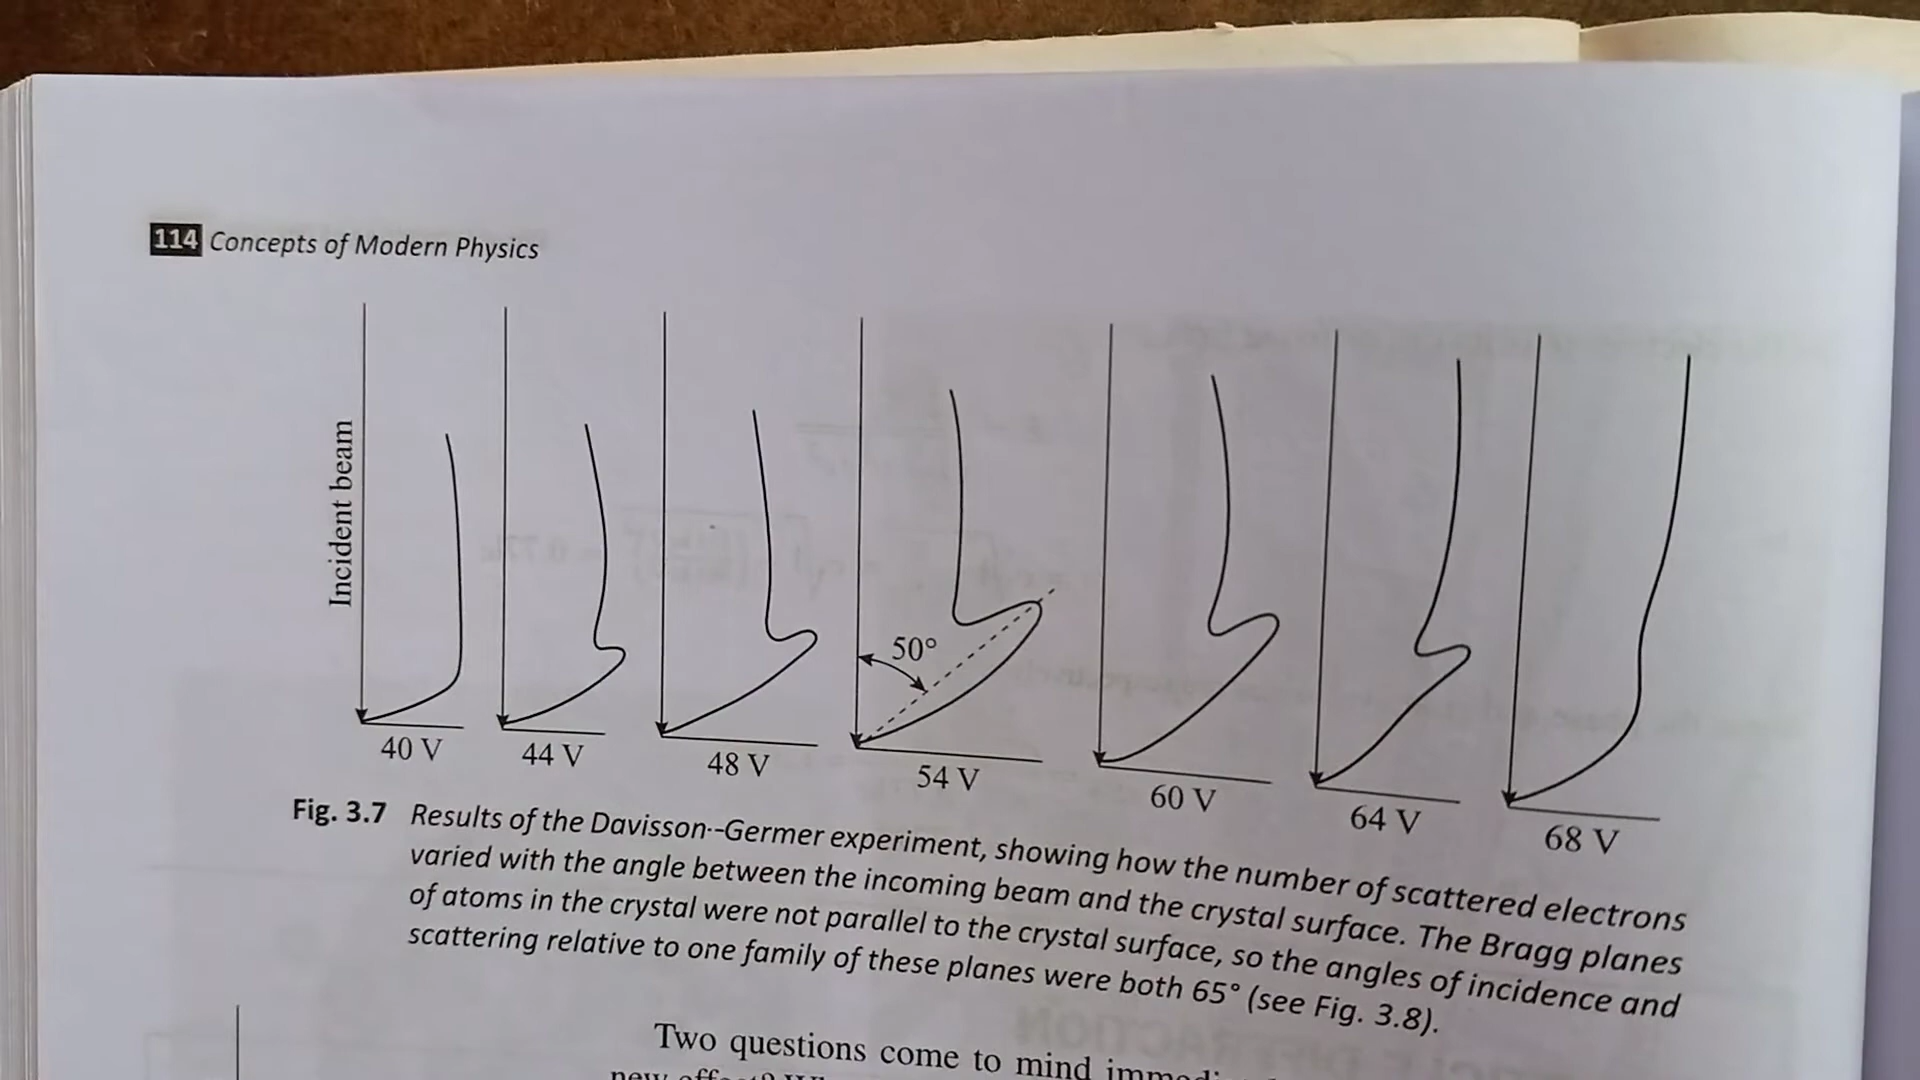 114 Concepts of Modern Physics
Incident beam
50°
40 V
44 V
48 V
54 V
60 V
64 V
68 V
Fig. 3.7 Results of the Davisson--Germer experiment, showing how the number of scattered electrons
varied with the angle between the incoming beam and the crystal surface. The Bragg planes
of atoms in the crystal were not parallel to the crystal surface, so the angles of incidence and
scattering relative to one family of these planes were both 65° (see Fig. 3.8).
Two questions come to mind